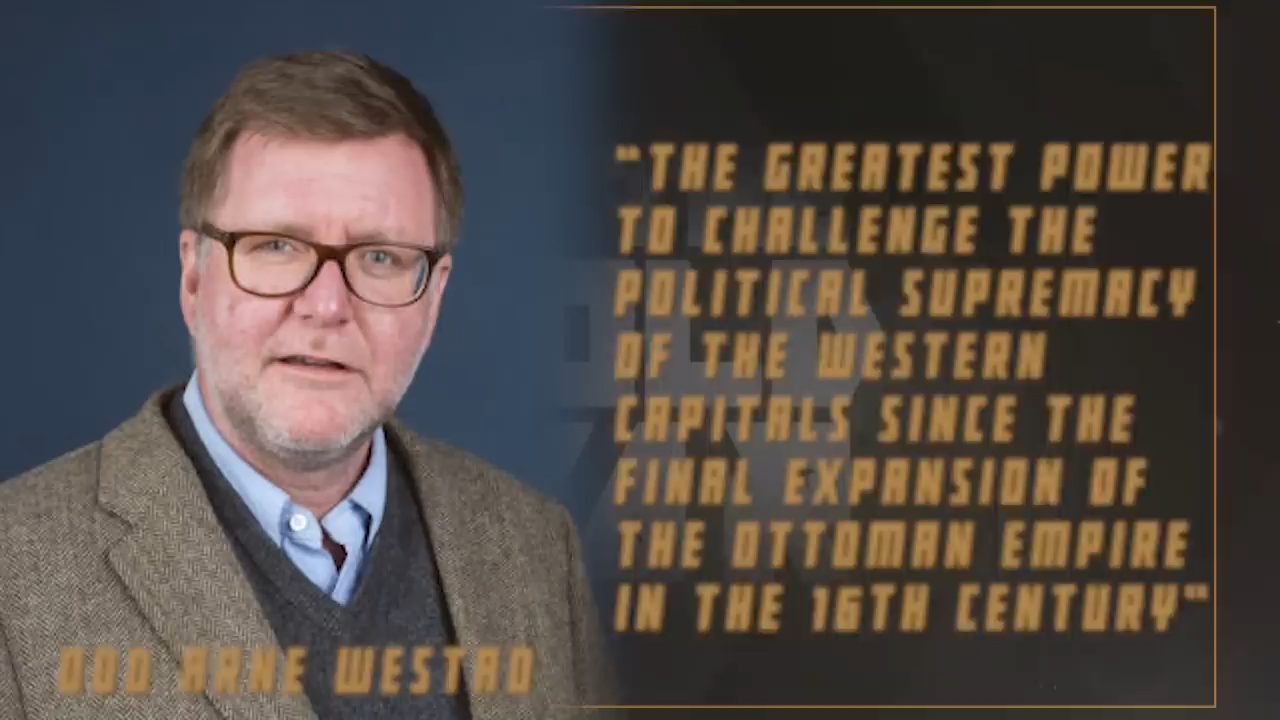 "THE GREATEST POWER
TO CHALLENGE THE
POLITICAL SUPREMACY
OF THE WESTERN
CAPITALS SINCE THE
FINAL EXPANSION OF
THE OTTOMAN EMPIRE
IN THE 16TH CENTURY"
ODD ARNE WESTAD